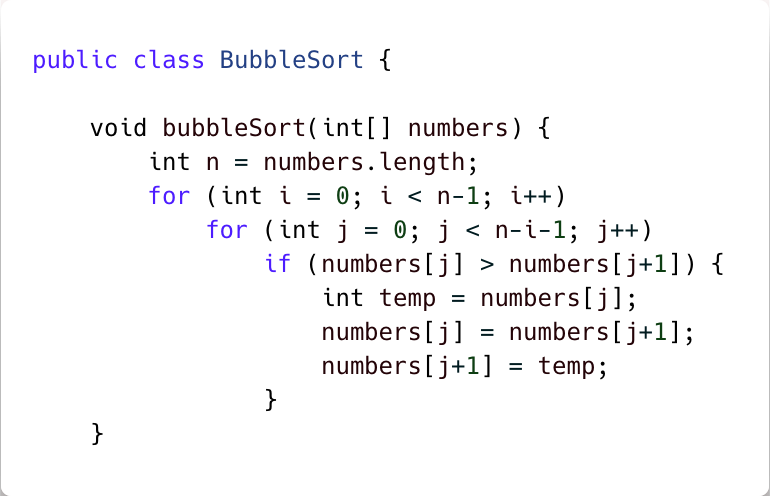 public class BubbleSort {

    void bubbleSort(int[] numbers) {
        int n = numbers.length;
        for (int i = 0; i < n-1; i++)
            for (int j = 0; j < n-i-1; j++)
                if (numbers[j] > numbers[j+1]) {
                    int temp = numbers[j];
                    numbers[j] = numbers[j+1];
                    numbers[j+1] = temp;
                }
    }